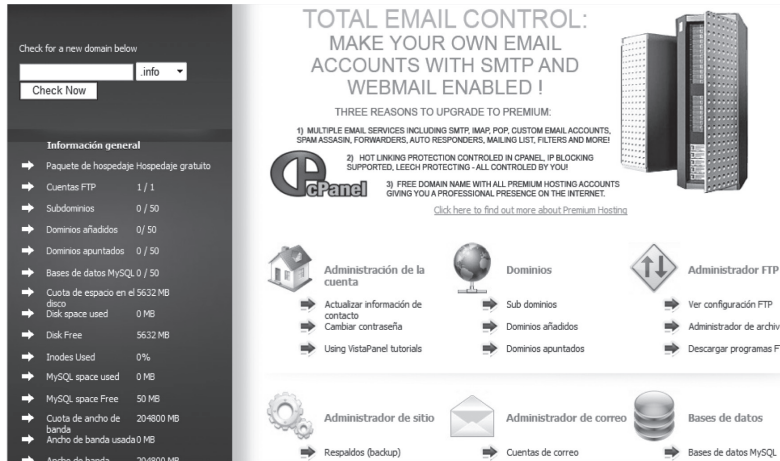 Check for a new domain below
.info
Check Now
Información general
Paquete de hospedaje Hospedaje gratuito
Cuentas FTP 1 / 1
Subdominios 0 / 50
Dominios añadidos 0/ 50
Dominios apuntados 0/ 50
Bases de datos MySQL 0 / 50
Cuota de espacio en el 5632 MB
disco
Disk space used 0 MB
Disk Free 5632 MB
Inodes Used 0%
MySQL space used 0 MB
MySQL space Free 50 MB
Cuota de ancho de 204800 MB
banda
Ancho de banda usada 0 MB
Ancho de banda 204800 MB
TOTAL EMAIL CONTROL:
MAKE YOUR OWN EMAIL
ACCOUNTS WITH SMTP AND
WEBMAIL ENABLED !
THREE REASONS TO UPGRADE TO PREMIUM:
1) MULTIPLE EMAIL SERVICES INCLUDING SMTP, IMAP, POP, CUSTOM EMAIL ACCOUNTS,
SPAM ASSASIN, FORWARDERS, AUTO RESPONDERS, MAILING LIST, FILTERS AND MORE!
cPanel
2) HOT LINKING PROTECTION CONTROLED IN CPANEL, IP BLOCKING
SUPPORTED, LEECH PROTECTING - ALL CONTROLED BY YOU!
3) FREE DOMAIN NAME WITH ALL PREMIUM HOSTING ACCOUNTS
GIVING YOU A PROFESSIONAL PRESENCE ON THE INTERNET.
Click here to find out more about Premium Hosting
Administración de la
cuenta
Actualizar información de
contacto
Cambiar contraseña
Using VistaPanel tutorials
Dominios
Sub dominios
Dominios añadidos
Dominios apuntados
Administrador FTP
Ver configuración FTP
Administrador de archiv
Descargar programas F
Administrador de sitio
Respaldos (backup)
Administrador de correo
Cuentas de correo
Bases de datos
Bases de datos MySQL